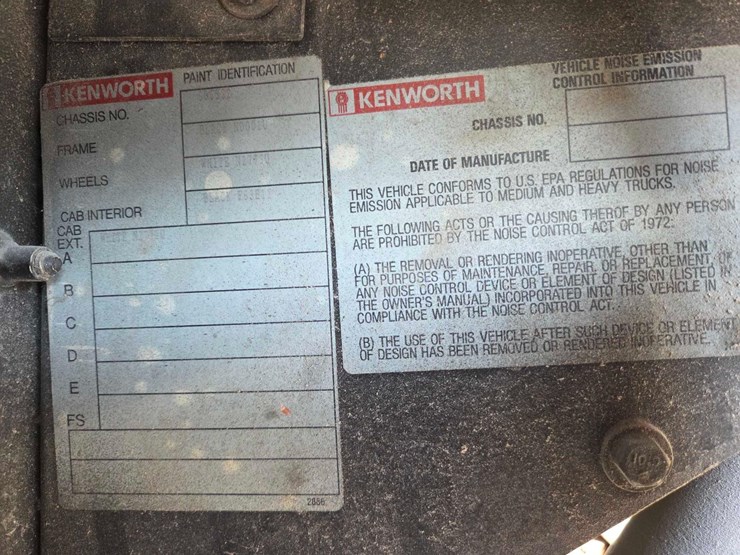 KENWORTH
PAINT IDENTIFICATION
CHASSIS NO.
FRAME
WHEELS
CAB INTERIOR
CAB
EXT.
A
B
C
D
E
FS
2886
KENWORTH
VEHICLE NOISE EMISSION
CONTROL INFORMATION
CHASSIS NO.
DATE OF MANUFACTURE
THIS VEHICLE CONFORMS TO U.S. EPA REGULATIONS FOR NOISE
EMISSION APPLICABLE TO MEDIUM AND HEAVY TRUCKS.
THE FOLLOWING ACTS OR THE CAUSING THEROF BY ANY PERSON
ARE PROHIBITED BY THE NOISE CONTROL ACT OF 1972:
(A) THE REMOVAL OR RENDERING INOPERATIVE, OTHER THAN
FOR PURPOSES OF MAINTENANCE, REPAIR, OR REPLACEMENT, OF
ANY NOISE CONTROL DEVICE OR ELEMENT OF DESIGN (LISTED IN
THE OWNER'S MANUAL) INCORPORATED INTO THIS VEHICLE IN
COMPLIANCE WITH THE NOISE CONTROL ACT.
(B) THE USE OF THIS VEHICLE AFTER SUCH DEVICE OR ELEMENT
OF DESIGN HAS BEEN REMOVED OR RENDERED INOPERATIVE.